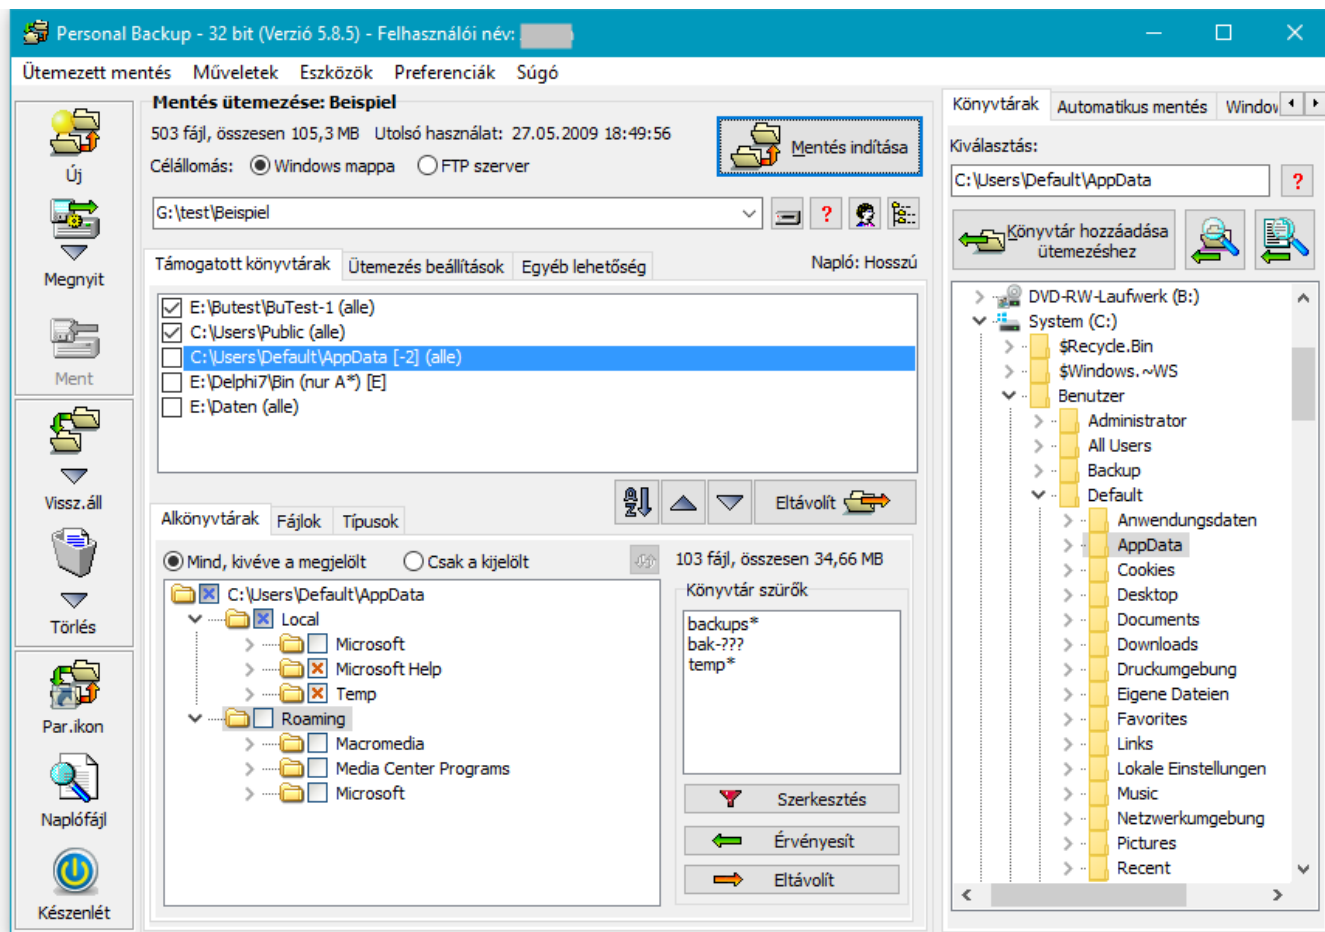 Personal Backup - 32 bit (Verzió 5.8.5) - Felhasználói név:
Ütemezett mentés Műveletek Eszközök Preferenciák Súgó
Új
Megnyit
Ment
Vissz.áll
Törlés
Par.ikon
Naplófájl
Készenlét
Mentés ütemezése: Beispiel
503 fájl, összesen 105,3 MB Utolsó használat: 27.05.2009 18:49:56
Célállomás: Windows mappa FTP szerver
Mentés indítása
G:\test\Beispiel
?
Támogatott könyvtárak Ütemezés beállítások Egyéb lehetőség Napló: Hosszú
E:\Butest\BuTest-1 (alle)
C:\Users\Public (alle)
C:\Users\Default\AppData [-2] (alle)
E:\Delphi7\Bin (nur A*) [E]
E:\Daten (alle)
Eltávolít
Alkönyvtárak Fájlok Típusok
Mind, kivéve a megjelölt Csak a kijelölt
103 fájl, összesen 34,66 MB
C:\Users\Default\AppData
Local
Microsoft
Microsoft Help
Temp
Roaming
Macromedia
Media Center Programs
Microsoft
Könyvtár szűrők
backups*
bak-???
temp*
Szerkesztés
Érvényesít
Eltávolít
Könyvtárak Automatikus mentés Window
Kiválasztás:
C:\Users\Default\AppData
?
Könyvtár hozzáadása
ütemezéshez
DVD-RW-Laufwerk (B:)
System (C:)
$Recycle.Bin
$Windows.~WS
Benutzer
Administrator
All Users
Backup
Default
Anwendungsdaten
AppData
Cookies
Desktop
Documents
Downloads
Druckumgebung
Eigene Dateien
Favorites
Links
Lokale Einstellungen
Music
Netzwerkumgebung
Pictures
Recent